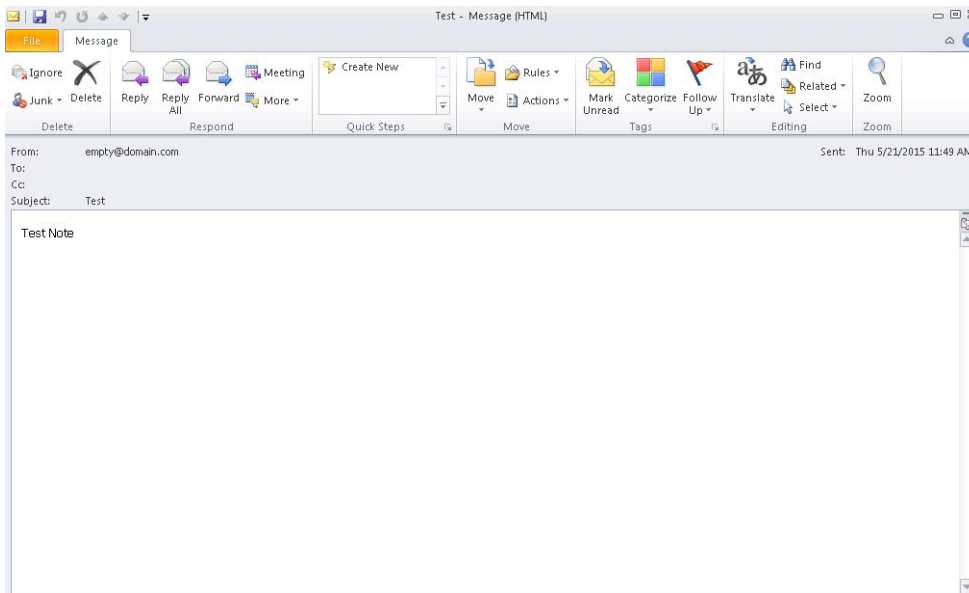 Test - Message (HTML)
File Message
Ignore
Junk
Delete
Reply
Reply All
Forward
Meeting
More
Create New
Move
Rules
Actions
Mark Unread
Categorize
Follow Up
Translate
Find
Related
Select
Zoom
Delete Respond Quick Steps Move Tags Editing Zoom
From: empty@domain.com Sent: Thu 5/21/2015 11:49 AM
To:
Cc:
Subject: Test
Test Note